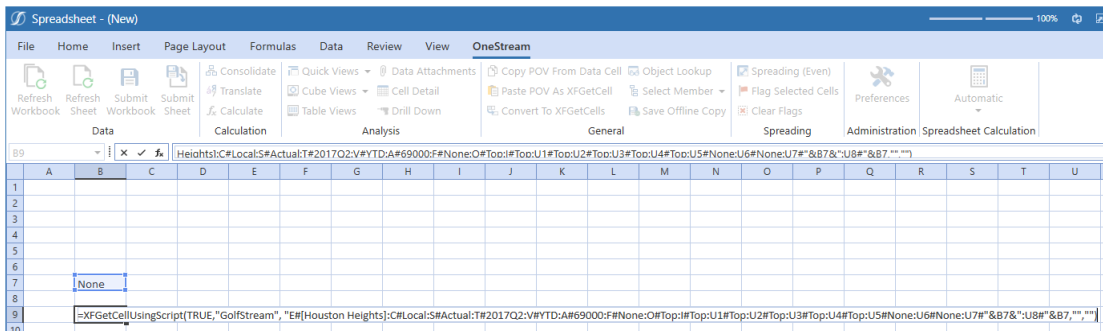 Spreadsheet - (New)
100%
File Home Insert Page Layout Formulas Data Review View OneStream
Refresh Workbook
Refresh Sheet
Submit Workbook
Submit Sheet
Data
Consolidate
Translate
Calculate
Calculation
Quick Views
Cube Views
Table Views
Data Attachments
Cell Detail
Drill Down
Analysis
Copy POV From Data Cell
Paste POV As XFGetCell
Convert To XFGetCells
Object Lookup
Select Member
Save Offline Copy
General
Spreading (Even)
Flag Selected Cells
Clear Flags
Spreading
Preferences
Administration
Automatic
Spreadsheet Calculation
B9
Heights]:C#Local:S#Actual:T#2017Q2:V#YTD:A#69000:F#None:O#Top:I#Top:U1#Top:U2#Top:U3#Top:U4#Top:U5#None:U6#None:U7#"&B7&":U8#"&B7,"","")
A B C D E F G H I J K L M N O P Q R S T U
1
2
3
4
5
6
7 None
8
9 =XFGetCellUsingScript(TRUE,"GolfStream", "E#[Houston Heights]:C#Local:S#Actual:T#2017Q2:V#YTD:A#69000:F#None:O#Top:I#Top:U1#Top:U2#Top:U3#Top:U4#Top:U5#None:U6#None:U7#"&B7&":U8#"&B7,"","")
10